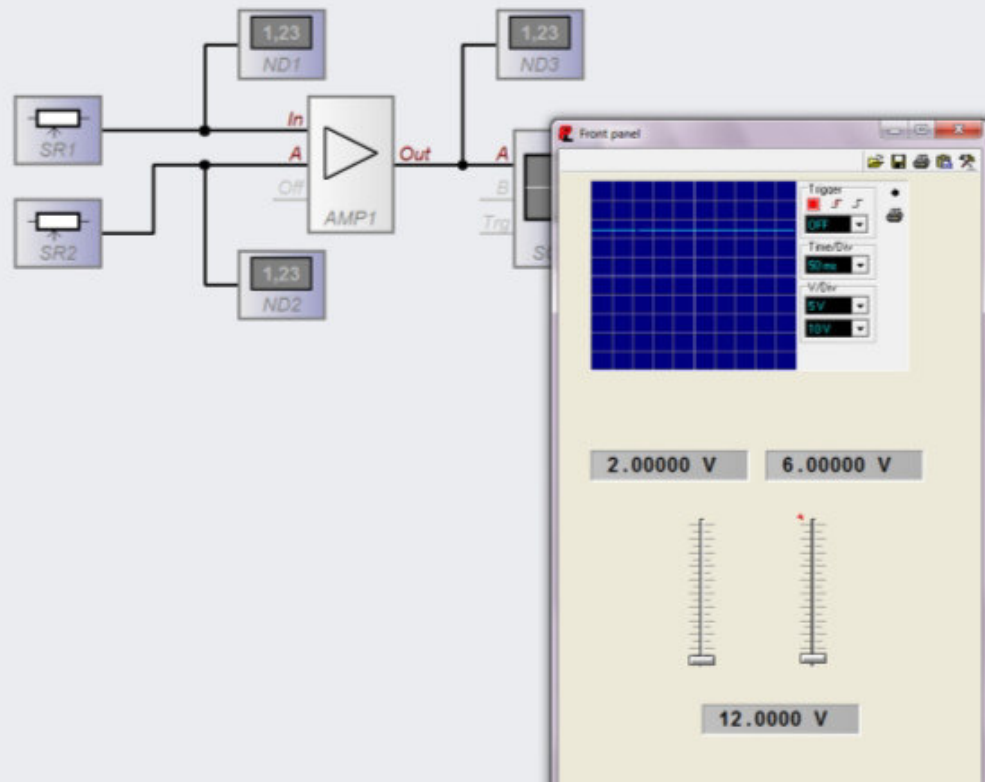 1,23
ND1
1,23
ND3
SR1
In
A
Off
AMP1
Out
A
B
Trg
SR2
1,23
ND2
Front panel
Trigger
OFF
Time/Div
50 ms
V/Div
5V
10V
2.00000 V
6.00000 V
12.0000 V